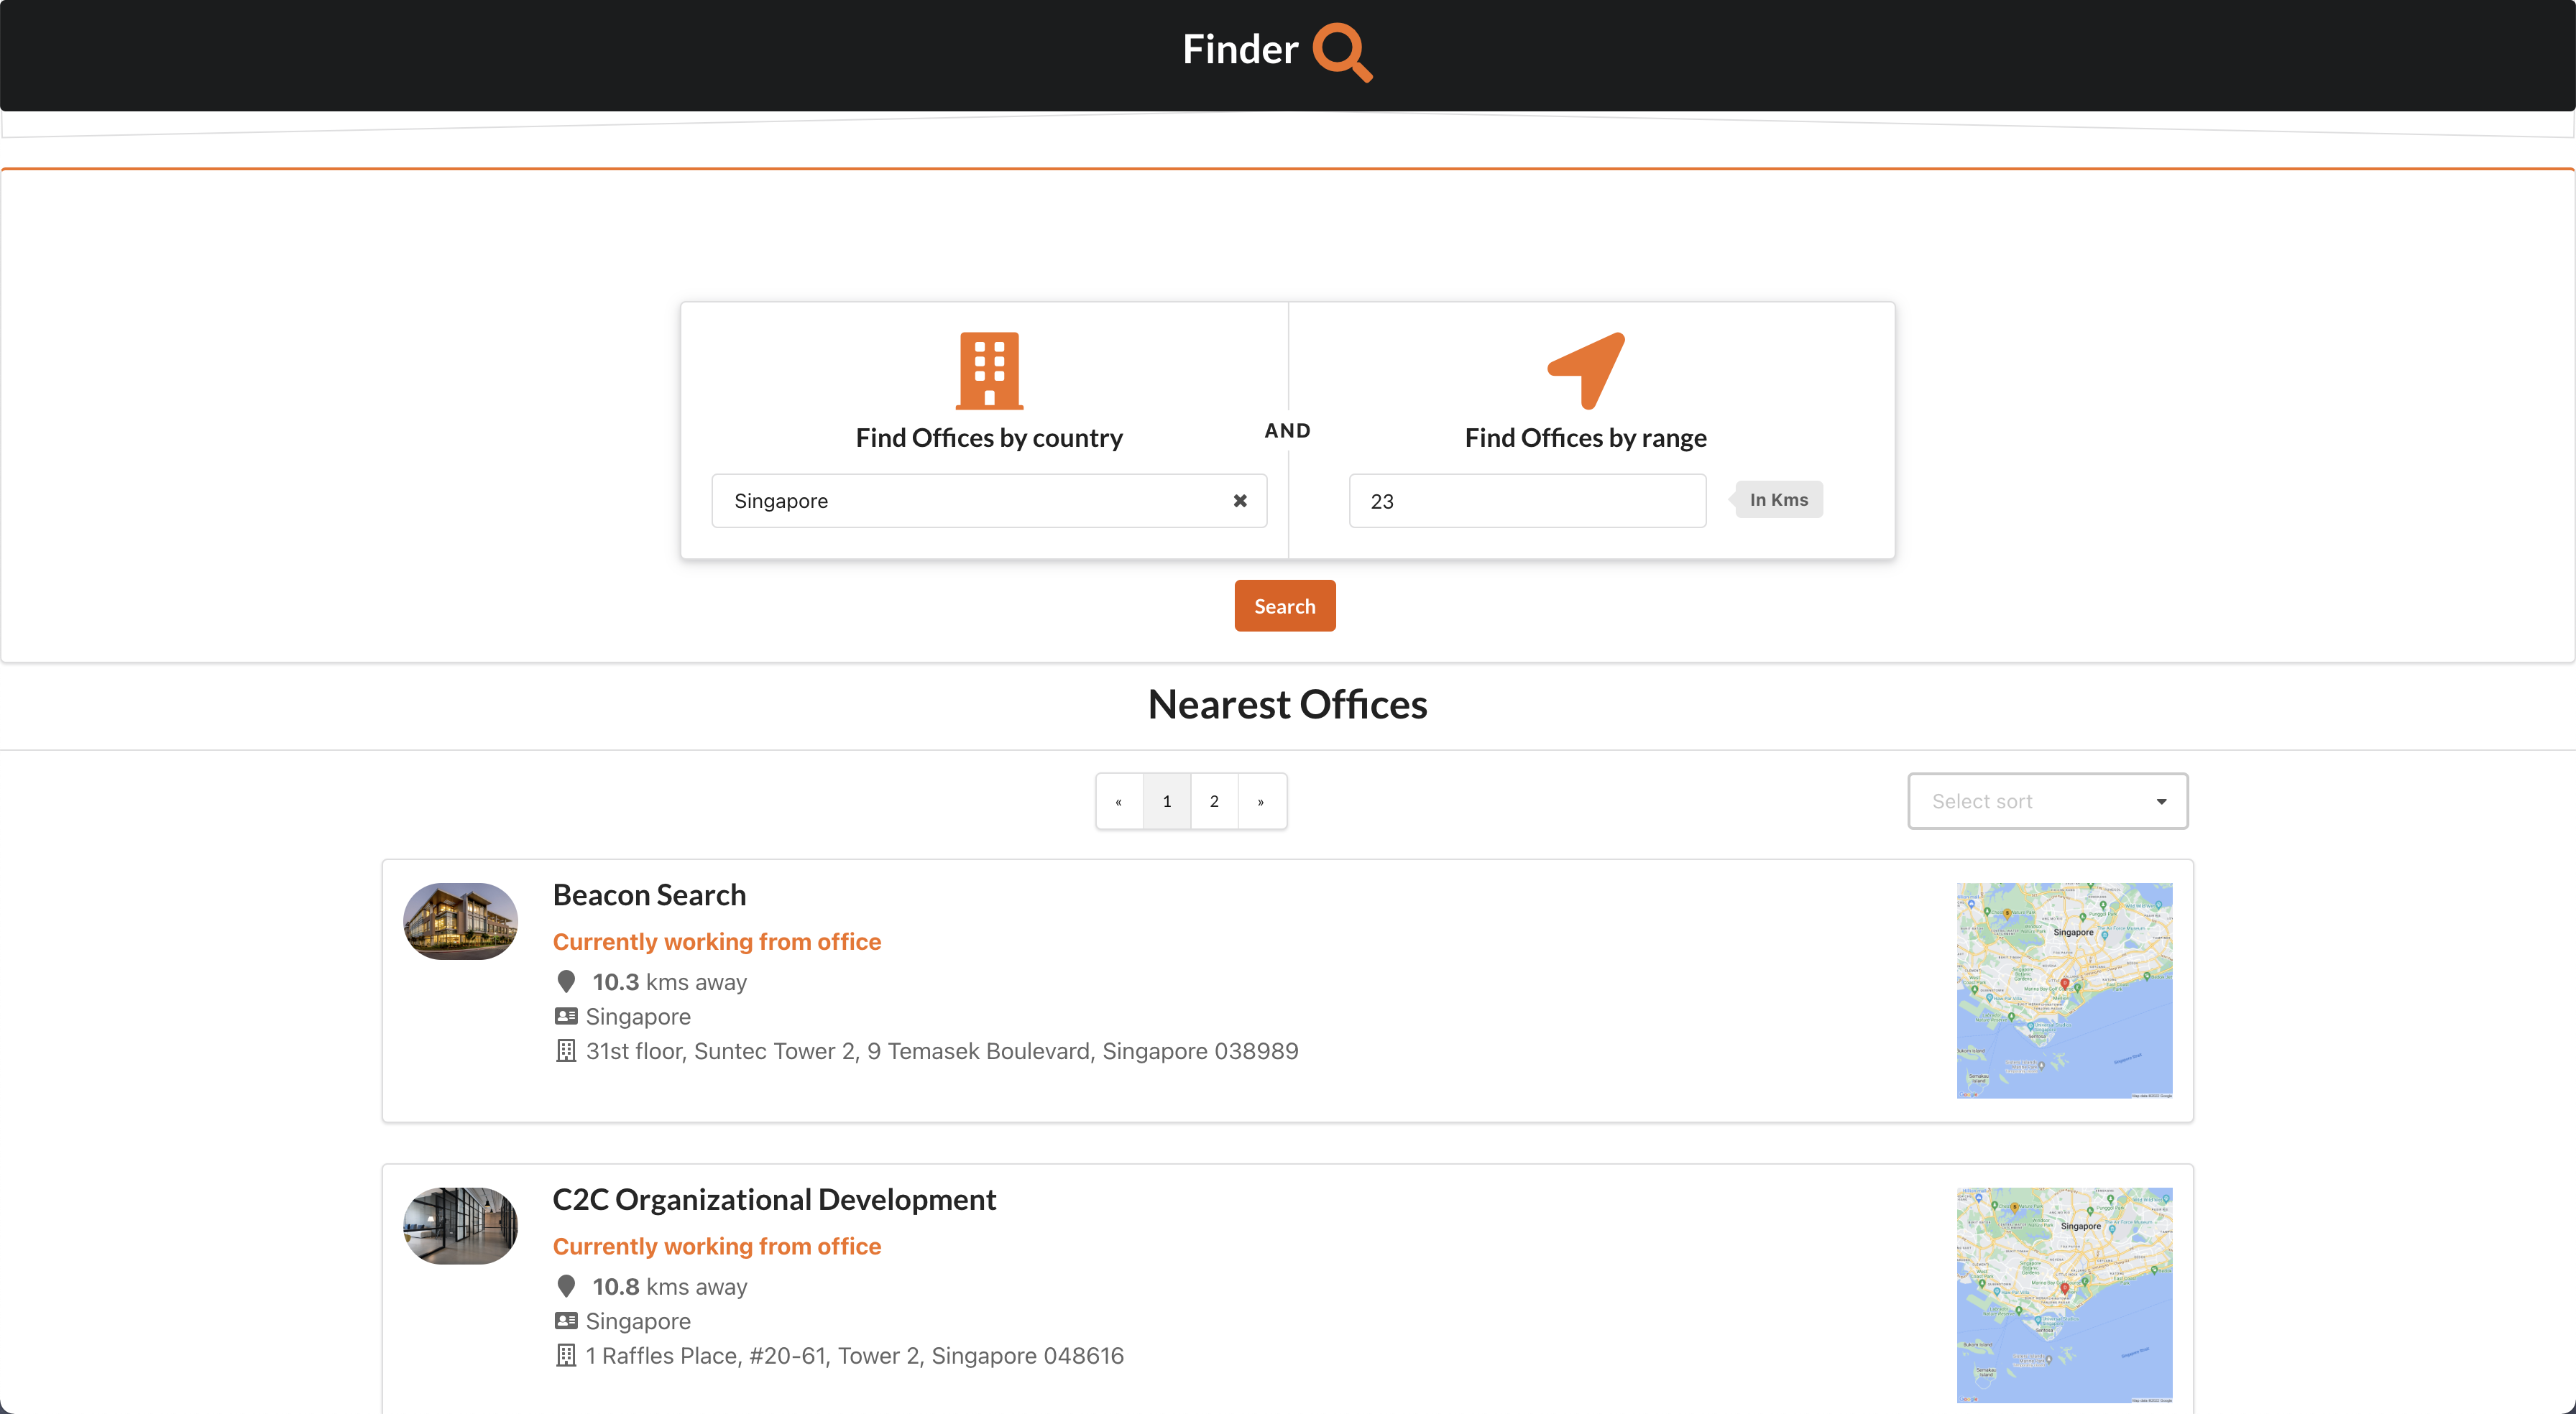 Finder
Find Offices by country
AND
Find Offices by range
Singapore
23
In Kms
Search
Nearest Offices
« 1 2 »
Select sort
Beacon Search
Currently working from office
10.3 kms away
Singapore
31st floor, Suntec Tower 2, 9 Temasek Boulevard, Singapore 038989
Singapore
C2C Organizational Development
Currently working from office
10.8 kms away
Singapore
1 Raffles Place, #20-61, Tower 2, Singapore 048616
Singapore